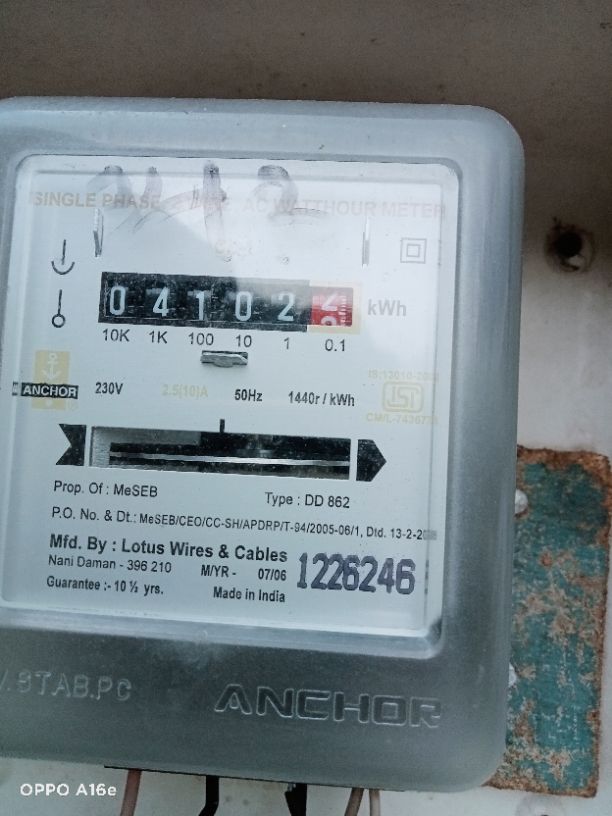 SINGLE PHASE AC WATTHOUR METER
0 4 1 0 2 kWh
10K 1K 100 10 1 0.1
ANCHOR 230V 2.5(10)A 50Hz 1440r / kWh
Prop. Of : MeSEB Type : DD 862
P.O. No. & Dt.: MeSEB/CEO/CC-SH/APDRP/T-94/2005-06/1, Dtd.
Mfd. By : Lotus Wires & Cables
Nani Daman - 396 210 M/YR - 07/06 1226246
Guarantee :- 10 ½ yrs. Made in India
ANCHOR
OPPO A16e